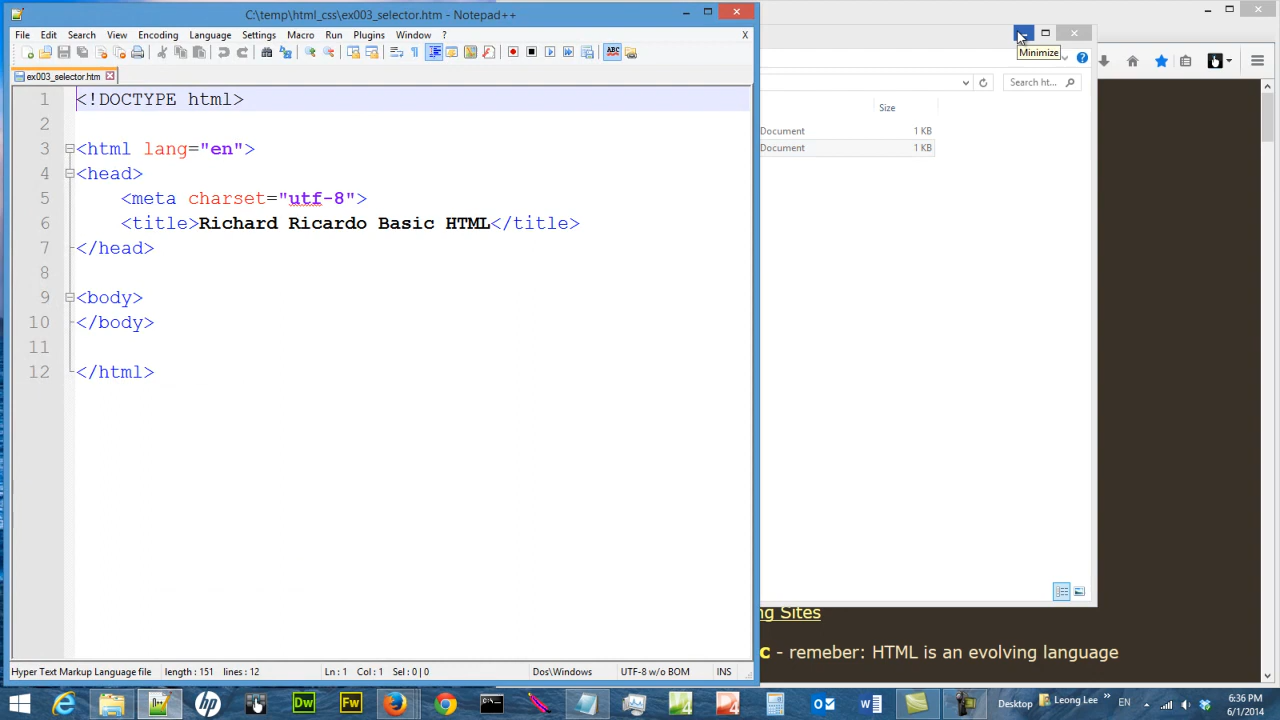 C:\temp\html_css\ex003_selector.htm - Notepad++
File Edit Search View Encoding Language Settings Macro Run Plugins Window ? X
ABC
ex003_selector.htm
1 <!DOCTYPE html>
2
3 <html lang="en">
4 <head>
5 <meta charset="utf-8">
6 <title>Richard Ricardo Basic HTML</title>
7 </head>
8
9 <body>
10 </body>
11
12 </html>
Hyper Text Markup Language file length : 151 lines : 12 Ln : 1 Col : 1 Sel : 0 | 0 Dos\Windows UTF-8 w/o BOM INS
Minimize
Search ht...
Size
Document 1 KB
Document 1 KB
ng Sites
c - remeber: HTML is an evolving language
hp Dw Fw
Desktop Leong Lee » EN 6:36 PM
6/1/2014